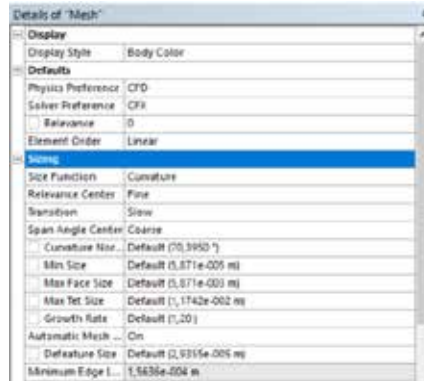 Details of "Mesh"
Display
Display Style Body Color
Defaults
Physics Preference CFD
Solver Preference CFX
Relevance 0
Element Order Linear
Sizing
Size Function Curvature
Relevance Center Fine
Transition Slow
Span Angle Center Coarse
Curvature Nor... Default (70,3950 °)
Min Size Default (5,871e-005 m)
Max Face Size Default (5,871e-003 m)
Max Tet Size Default (1,1742e-002 m)
Growth Rate Default (1,20)
Automatic Mesh ... On
Defeature Size Default (2,9355e-005 m)
Minimum Edge L... 1,5636e-004 m